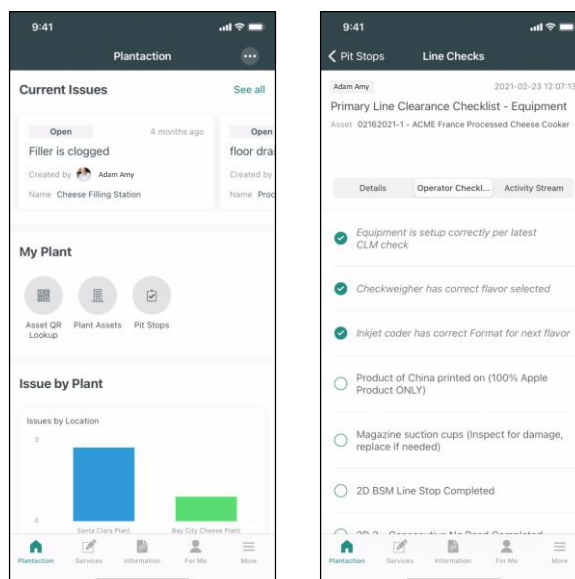 9:41
Plantaction
Current Issues
See all
Open
4 months ago
Filler is clogged
Created by Adam Amy
Name Cheese Filling Station
Open
floor dra
Created by
Name Proc
My Plant
Asset QR
Lookup
Plant Assets
Pit Stops
Issue by Plant
Issues by Location
0
Santa Clara Plant
Bay City Cheese Plant
Plantaction
Services
Information
For Me
More
9:41
Pit Stops
Line Checks
Adam Amy
2021-02-23 12:07:13
Primary Line Clearance Checklist - Equipment
Asset 02162021-1 - ACME France Processed Cheese Cooker
Details
Operator Checkl...
Activity Stream
Equipment is setup correctly per latest
CLM check
Checkweigher has correct flavor selected
Inkjet coder has correct Format for next flavor
Product of China printed on (100% Apple
Product ONLY)
Magazine suction cups (Inspect for damage,
replace if needed)
2D BSM Line Stop Completed
Plantaction
Services
Information
For Me
More